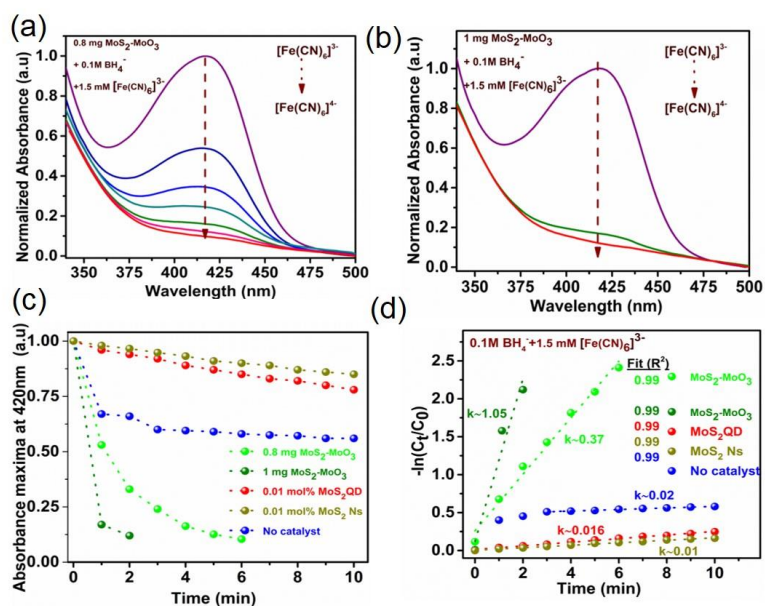 (a)
0.8 mg MoS₂-MoO₃
+ 0.1M BH₄⁻
+1.5 mM [Fe(CN)₆]³⁻
[Fe(CN)₆]³⁻
[Fe(CN)₆]⁴⁻
Normalized Absorbance (a.u)
1.0
0.8
0.6
0.4
0.2
0.0
350 375 400 425 450 475 500
Wavelength (nm)
(b)
1 mg MoS₂-MoO₃
+ 0.1M BH₄⁻
+1.5 mM [Fe(CN)₆]³⁻
[Fe(CN)₆]³⁻
[Fe(CN)₆]⁴⁻
Normalized Absorbance (a.u)
1.0
0.8
0.6
0.4
0.2
0.0
350 375 400 425 450 475 500
Wavelength (nm)
(c)
Absorbance maxima at 420nm (a.u)
1.00
0.75
0.50
0.25
0.00
0.8 mg MoS₂-MoO₃
1 mg MoS₂-MoO₃
0.01 mol% MoS₂QD
0.01 mol% MoS₂ Ns
No catalyst
0 2 4 6 8 10
Time (min)
(d)
0.1M BH₄⁻+1.5 mM [Fe(CN)₆]³⁻
Fit (R²)
0.99 MoS₂-MoO₃
0.99 MoS₂-MoO₃
0.99 MoS₂QD
0.99 MoS₂ Ns
0.99 No catalyst
k~1.05
k~0.37
k~0.02
k~0.016
k~0.01
-ln(Cₜ/C₀)
2.5
2.0
1.5
1.0
0.5
0.0
0 2 4 6 8 10
Time (min)